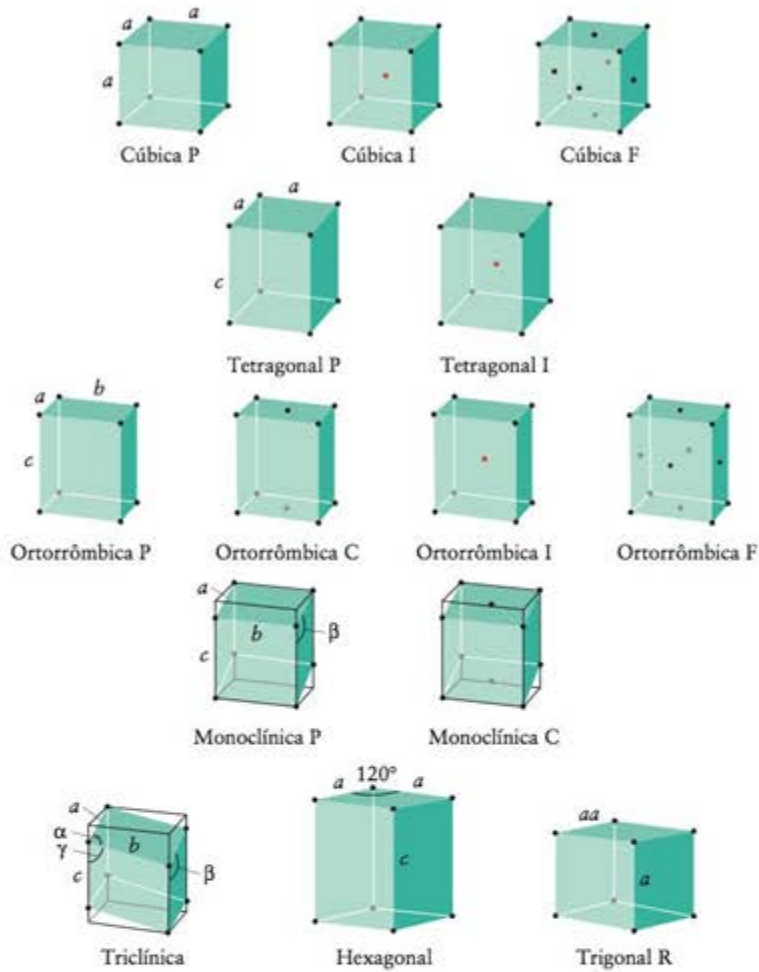 a a
a
Cúbica P Cúbica I Cúbica F
a a
c
Tetragonal P Tetragonal I
a b
c
Ortorrômbica P Ortorrômbica C Ortorrômbica I Ortorrômbica F
a
b β
c
Monoclínica P Monoclínica C
a
α
γ b
c β
Triclínica
120°
a a
c
Hexagonal
aa
a
Trigonal R